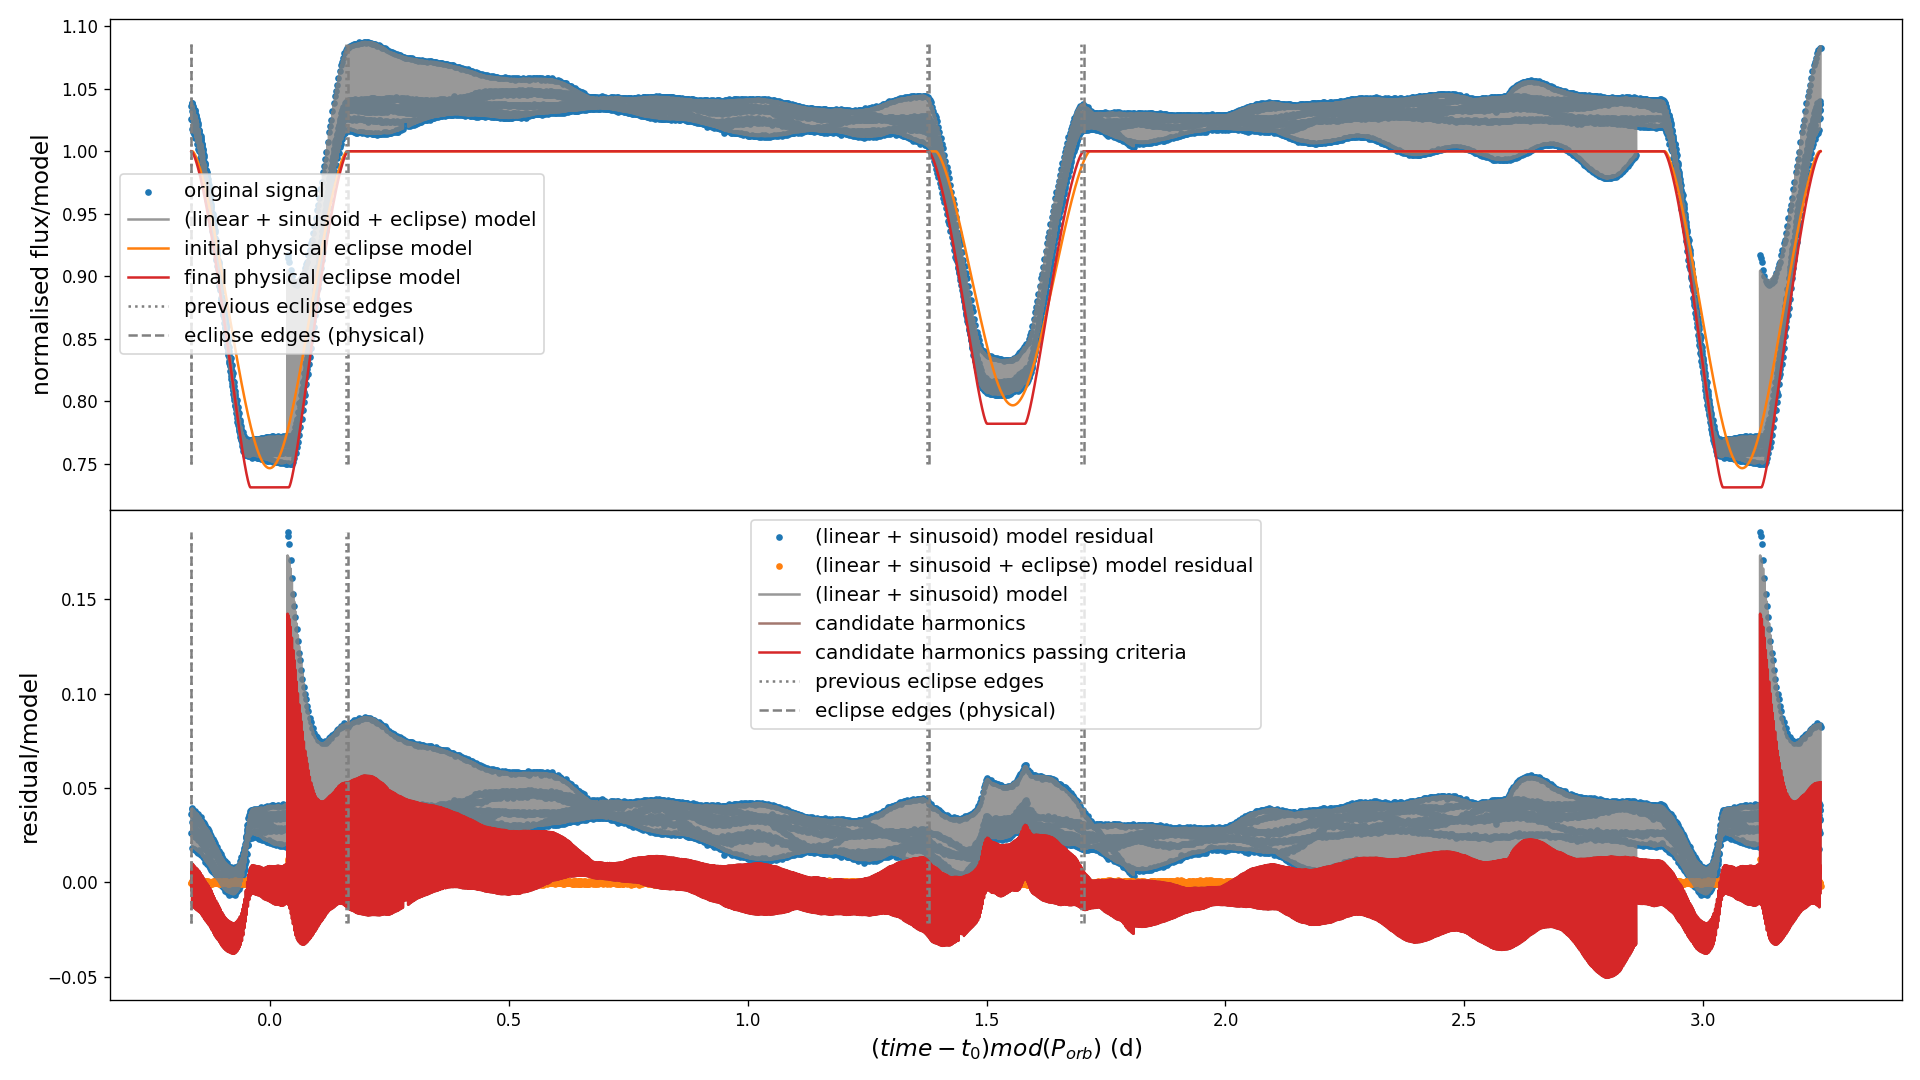 1.10
1.05
1.00
0.95
0.90
0.85
0.80
0.75
normalised flux/model
original signal
(linear + sinusoid + eclipse) model
initial physical eclipse model
final physical eclipse model
previous eclipse edges
eclipse edges (physical)
0.15
0.10
0.05
0.00
−0.05
residual/model
(linear + sinusoid) model residual
(linear + sinusoid + eclipse) model residual
(linear + sinusoid) model
candidate harmonics
candidate harmonics passing criteria
previous eclipse edges
eclipse edges (physical)
0.0 0.5 1.0 1.5 2.0 2.5 3.0
(time − t₀)mod(P_orb) (d)